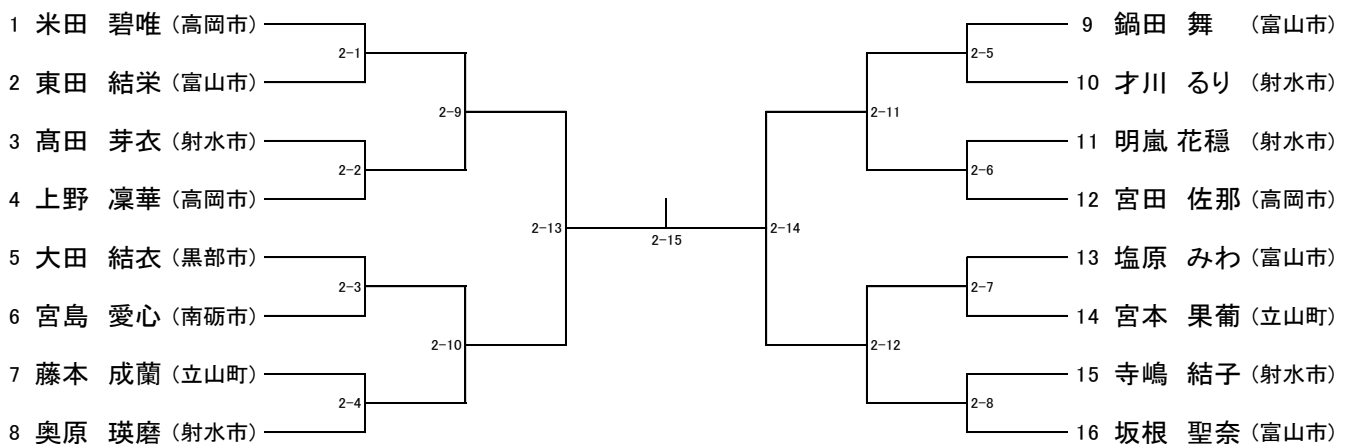 1 米田 碧唯 (高岡市)
2 東田 結栄 (富山市)
3 髙田 芽衣 (射水市)
4 上野 凜華 (高岡市)
5 大田 結衣 (黒部市)
6 宮島 愛心 (南砺市)
7 藤本 成蘭 (立山町)
8 奥原 瑛磨 (射水市)
2-1
2-2
2-3
2-4
2-9
2-10
2-13
2-15
2-14
2-11
2-12
2-5
2-6
2-7
2-8
9 鍋田 舞 (富山市)
10 才川 るり (射水市)
11 明嵐 花穏 (射水市)
12 宮田 佐那 (高岡市)
13 塩原 みわ (富山市)
14 宮本 果葡 (立山町)
15 寺嶋 結子 (射水市)
16 坂根 聖奈 (富山市)